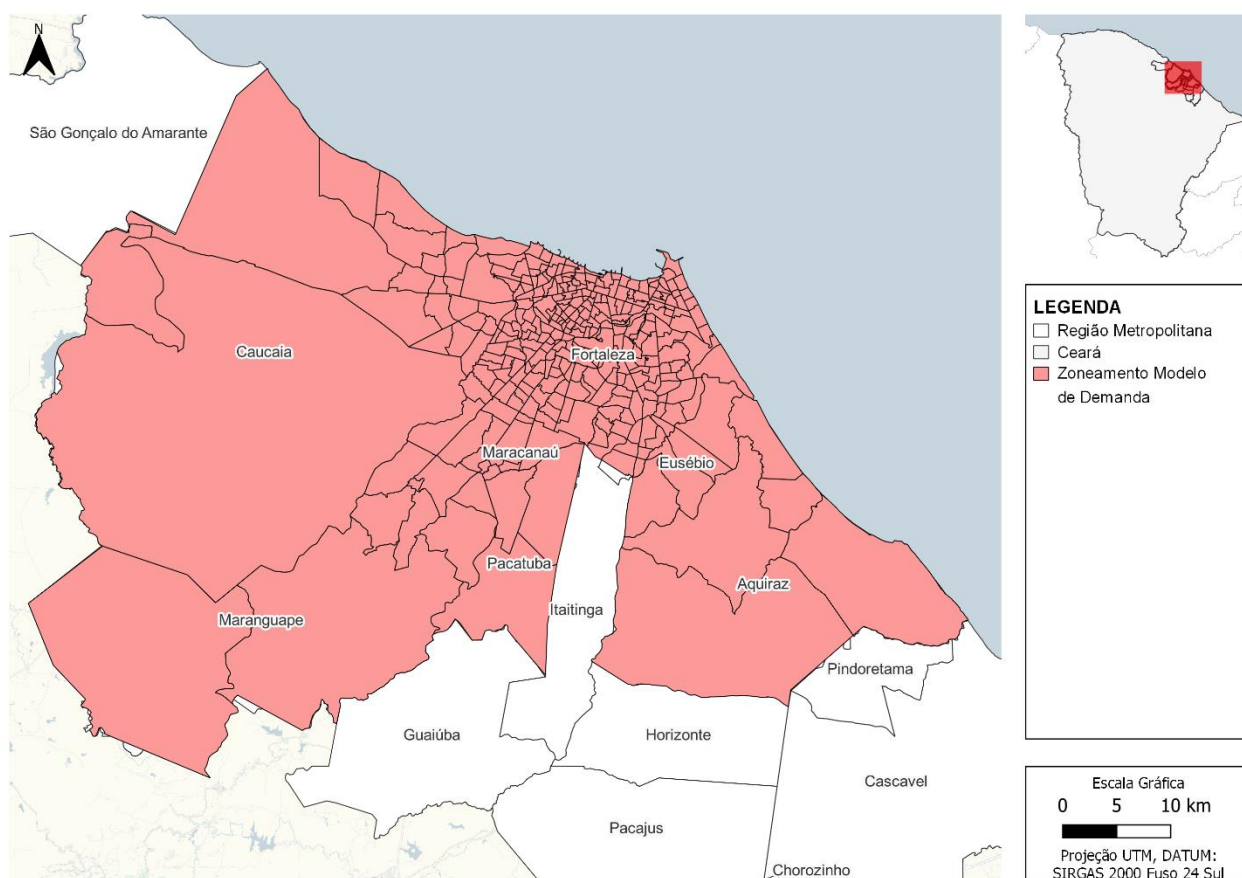 N
São Gonçalo do Amarante
Caucaia
Fortaleza
Maracanaú
Eusébio
Pacatuba
Aquiraz
Itaitinga
Maranguape
Pindoretama
Guaiúba
Horizonte
Cascavel
Pacajus
Chorozinho
LEGENDA
Região Metropolitana
Ceará
Zoneamento Modelo
de Demanda
Escala Gráfica
0 5 10 km
Projeção UTM, DATUM:
SIRGAS 2000 Fuso 24 Sul